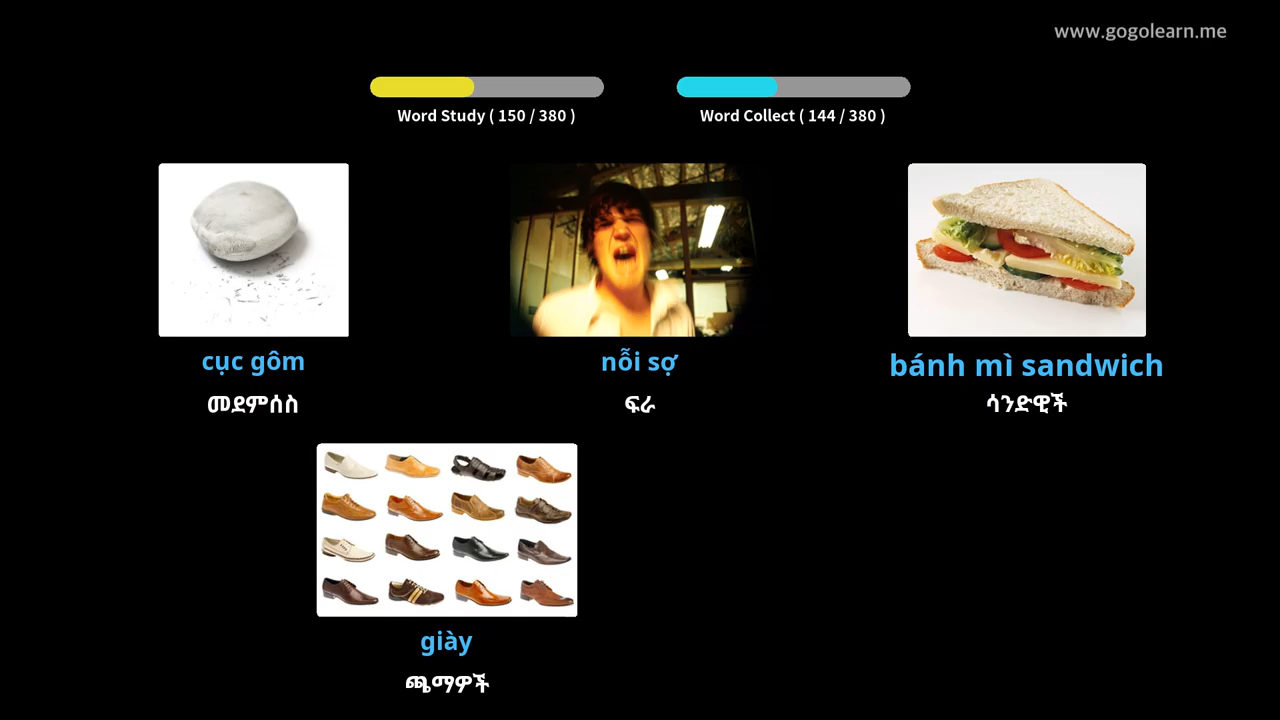 www.gogolearn.me
Word Study ( 150 / 380 )
Word Collect ( 144 / 380 )
cục gôm
መደምሰስ
nỗi sợ
ፍራ
bánh mì sandwich
ሳንድዊች
giày
ጫማዎች